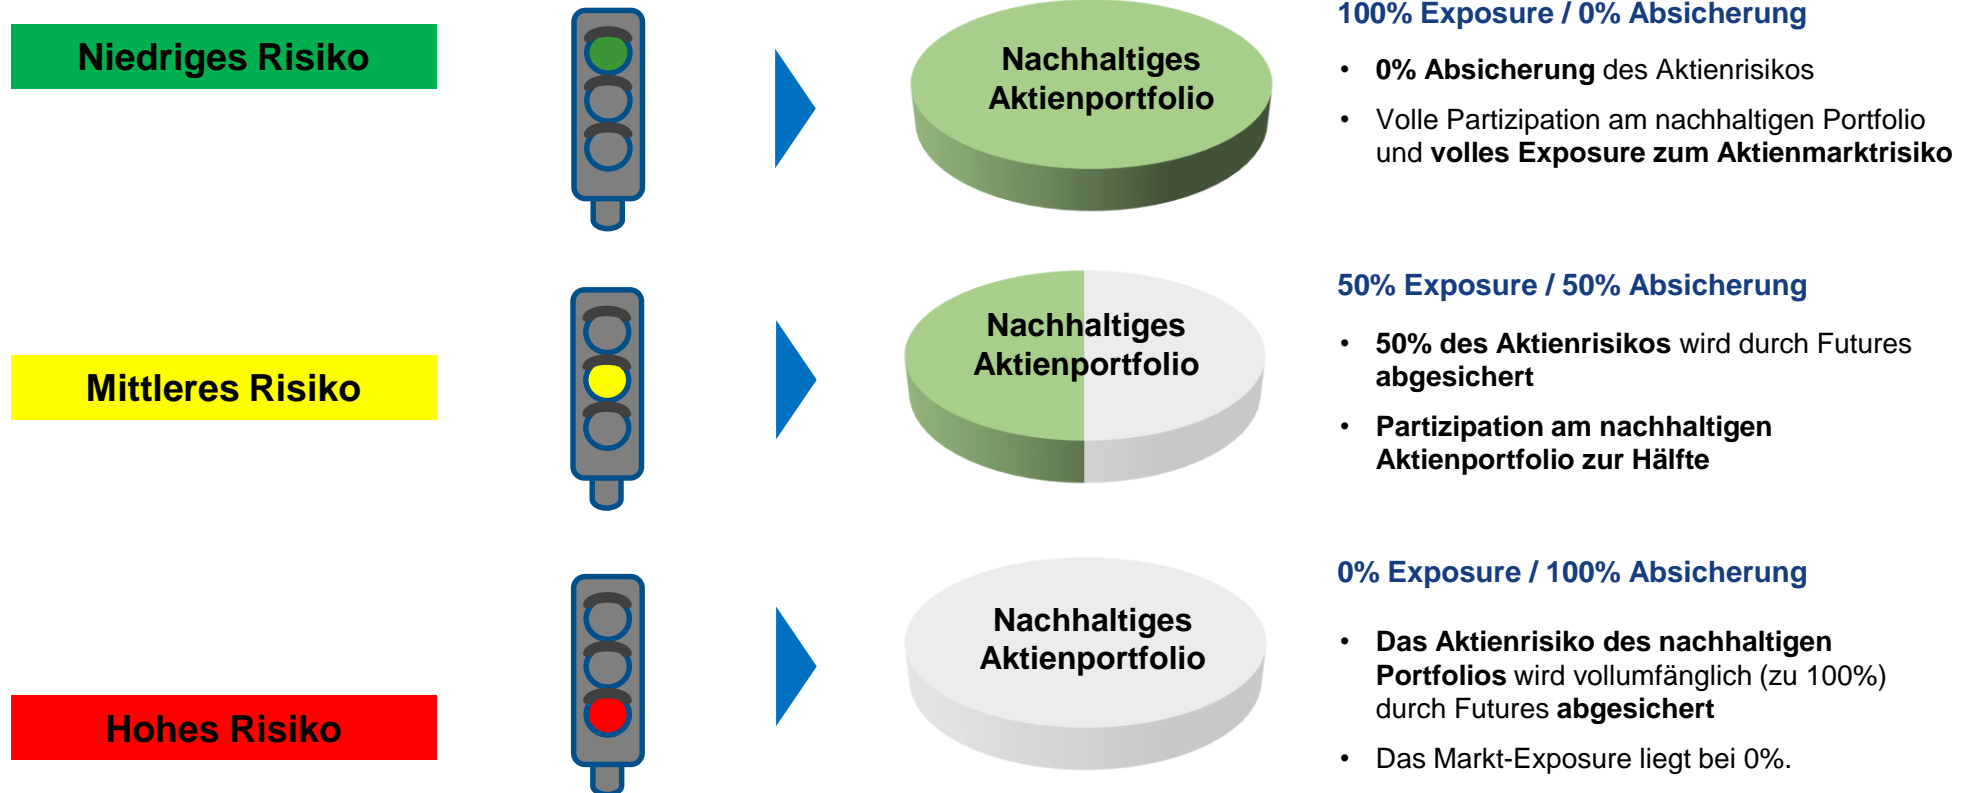 Niedriges Risiko
Nachhaltiges
Aktienportfolio
100% Exposure / 0% Absicherung
• 0% Absicherung des Aktienrisikos
• Volle Partizipation am nachhaltigen Portfolio
und volles Exposure zum Aktienmarktrisiko
Mittleres Risiko
Nachhaltiges
Aktienportfolio
50% Exposure / 50% Absicherung
• 50% des Aktienrisikos wird durch Futures
abgesichert
• Partizipation am nachhaltigen
Aktienportfolio zur Hälfte
Hohes Risiko
Nachhaltiges
Aktienportfolio
0% Exposure / 100% Absicherung
• Das Aktienrisiko des nachhaltigen
Portfolios wird vollumfänglich (zu 100%)
durch Futures abgesichert
• Das Markt-Exposure liegt bei 0%.